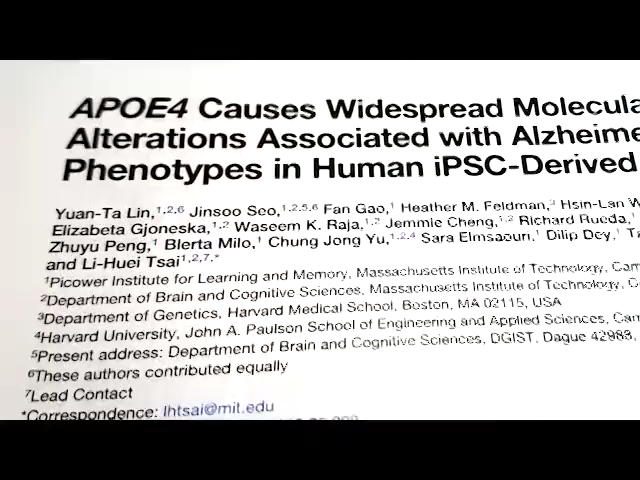 APOE4 Causes Widespread Molecula
Alterations Associated with Alzheime
Phenotypes in Human iPSC-Derived
Yuan-Ta Lin,1,2,6 Jinsoo Seo,1,2,5,6 Fan Gao,1 Heather M. Feldman,3 Hsin-Lan W
Elizabeta Gjoneska,1,2 Waseem K. Raja,1,2 Jemmie Cheng,1,2 Richard Rueda,1
Zhuyu Peng,1 Blerta Milo,1 Chung Jong Yu,1,2,4 Sara Elmsaouri,1 Dilip Dey,1 Ta
and Li-Huei Tsai1,2,7,*
1Picower Institute for Learning and Memory, Massachusetts Institute of Technology, Cam
2Department of Brain and Cognitive Sciences, Massachusetts Institute of Technology, C
3Department of Genetics, Harvard Medical School, Boston, MA 02115, USA
4Harvard University, John A. Paulson School of Engineering and Applied Sciences, Cam
5Present address: Department of Brain and Cognitive Sciences, DGIST, Dague 42988,
6These authors contributed equally
7Lead Contact
*Correspondence: lhtsai@mit.edu